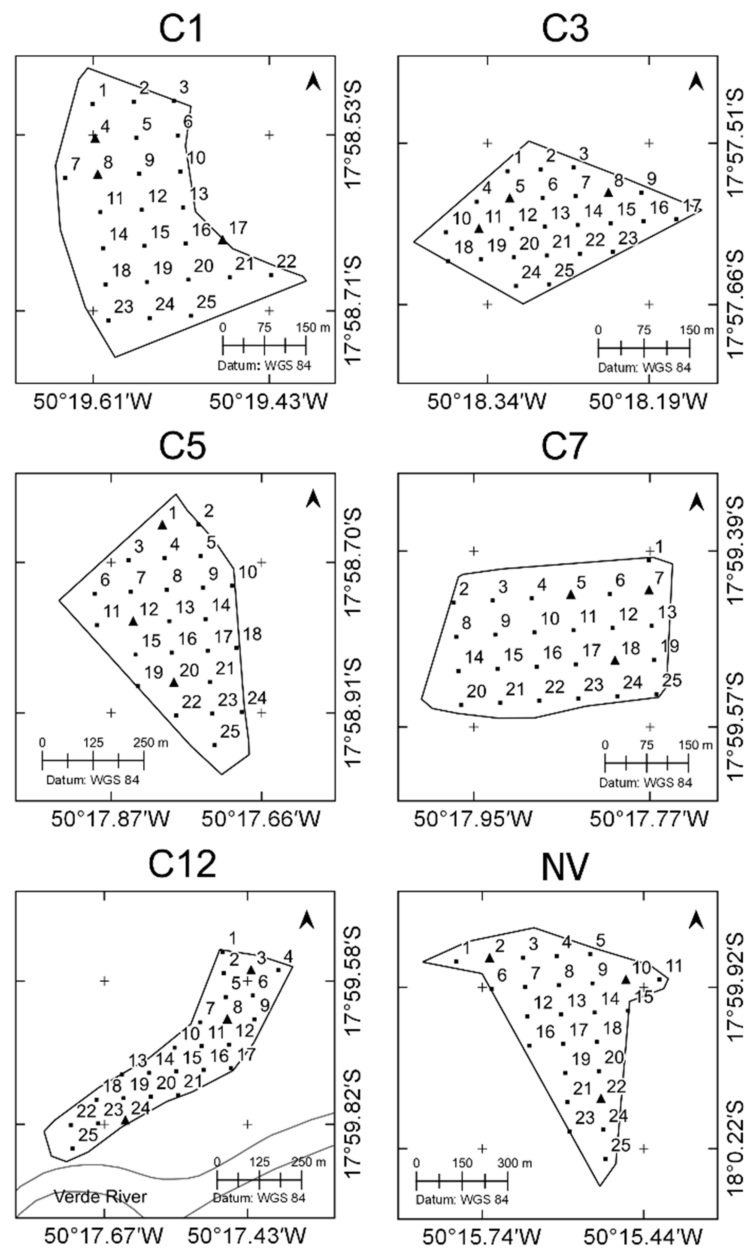 C1
1 2 3
6
4 5
7 8 9 10
11 12 13
14 15 16 17
18 19 20 21 22
23 24 25
0 75 150 m
Datum: WGS 84
17°58.53'S
17°58.71'S
50°19.61'W 50°19.43'W
C3
1 2 3
4 5 6 7 8 9
10 11 12 13 14 15 16 17
18 19 20 21 22 23
24 25
0 75 150 m
Datum: WGS 84
17°57.51'S
17°57.66'S
50°18.34'W 50°18.19'W
C5
1 2
3 4 5
6 7 8 9 10
11 12 13 14
15 16 17 18
19 20 21
22 23 24
25
0 125 250 m
Datum: WGS 84
17°58.70'S
17°58.91'S
50°17.87'W 50°17.66'W
C7
1
2 3 4 5 6 7
8 9 10 11 12 13
14 15 16 17 18 19
20 21 22 23 24 25
0 75 150 m
Datum: WGS 84
17°59.39'S
17°59.57'S
50°17.95'W 50°17.77'W
C12
1
2 3 4
5 6
7 8 9
10 11 12
13 14 15 16 17
18 19 20 21
22 23 24
25
0 125 250 m
Datum: WGS 84
Verde River
17°59.58'S
17°59.82'S
50°17.67'W 50°17.43'W
NV
1 2 3 4 5
6 7 8 9 10 11
12 13 14 15
16 17 18
19 20
21 22
23 24
25
0 150 300 m
Datum: WGS 84
17°59.92'S
18°0.22'S
50°15.74'W 50°15.44'W